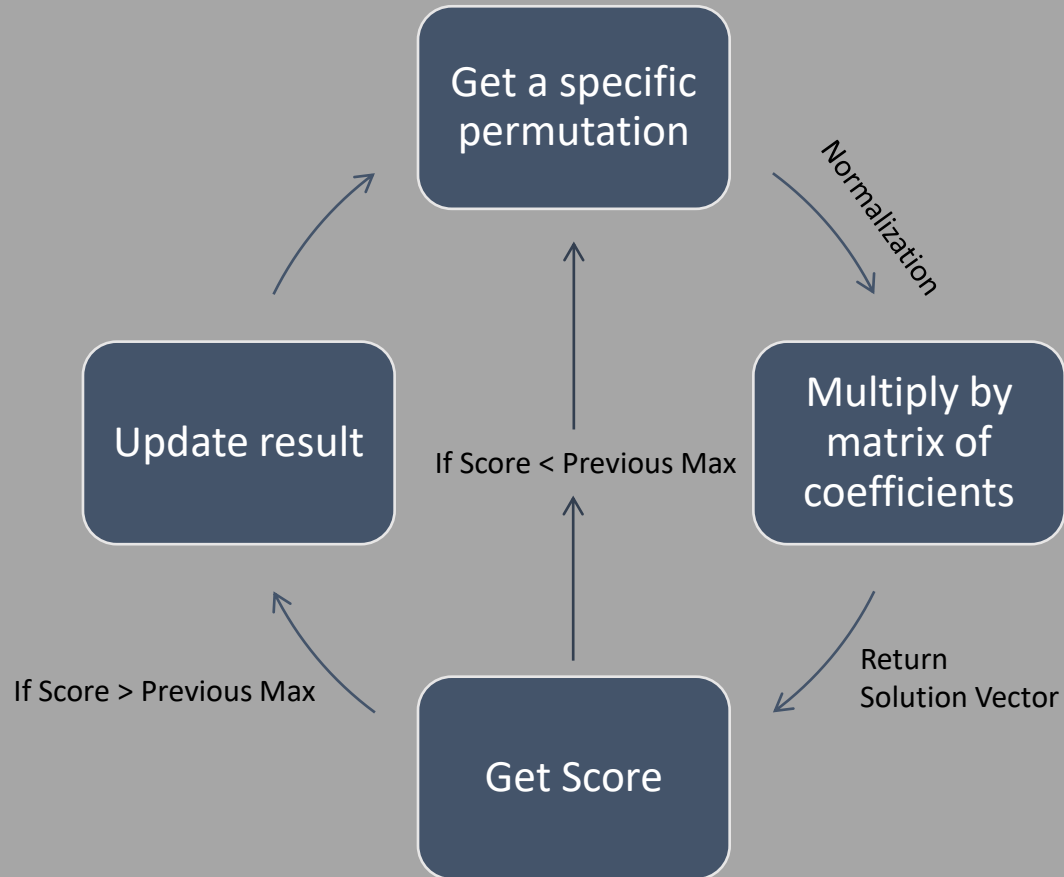 Get a specific
permutation
Normalization
Multiply by
matrix of
coefficients
Update result
If Score < Previous Max
If Score > Previous Max
Return
Solution Vector
Get Score